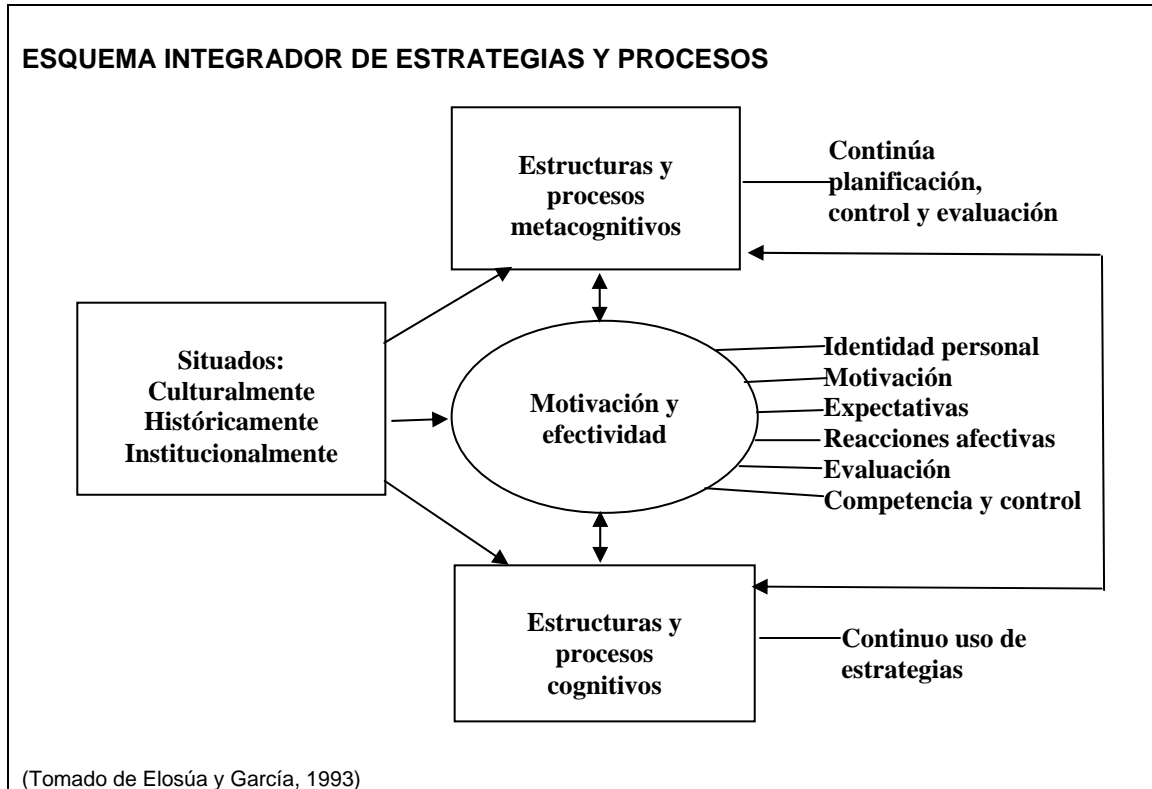 ESQUEMA INTEGRADOR DE ESTRATEGIAS Y PROCESOS
Estructuras y
procesos
metacognitivos
Continúa
planificación,
control y evaluación
Situados:
Culturalmente
Históricamente
Institucionalmente
Motivación y
efectividad
Identidad personal
Motivación
Expectativas
Reacciones afectivas
Evaluación
Competencia y control
Estructuras y
procesos
cognitivos
Continuo uso de
estrategias
(Tomado de Elosúa y García, 1993)